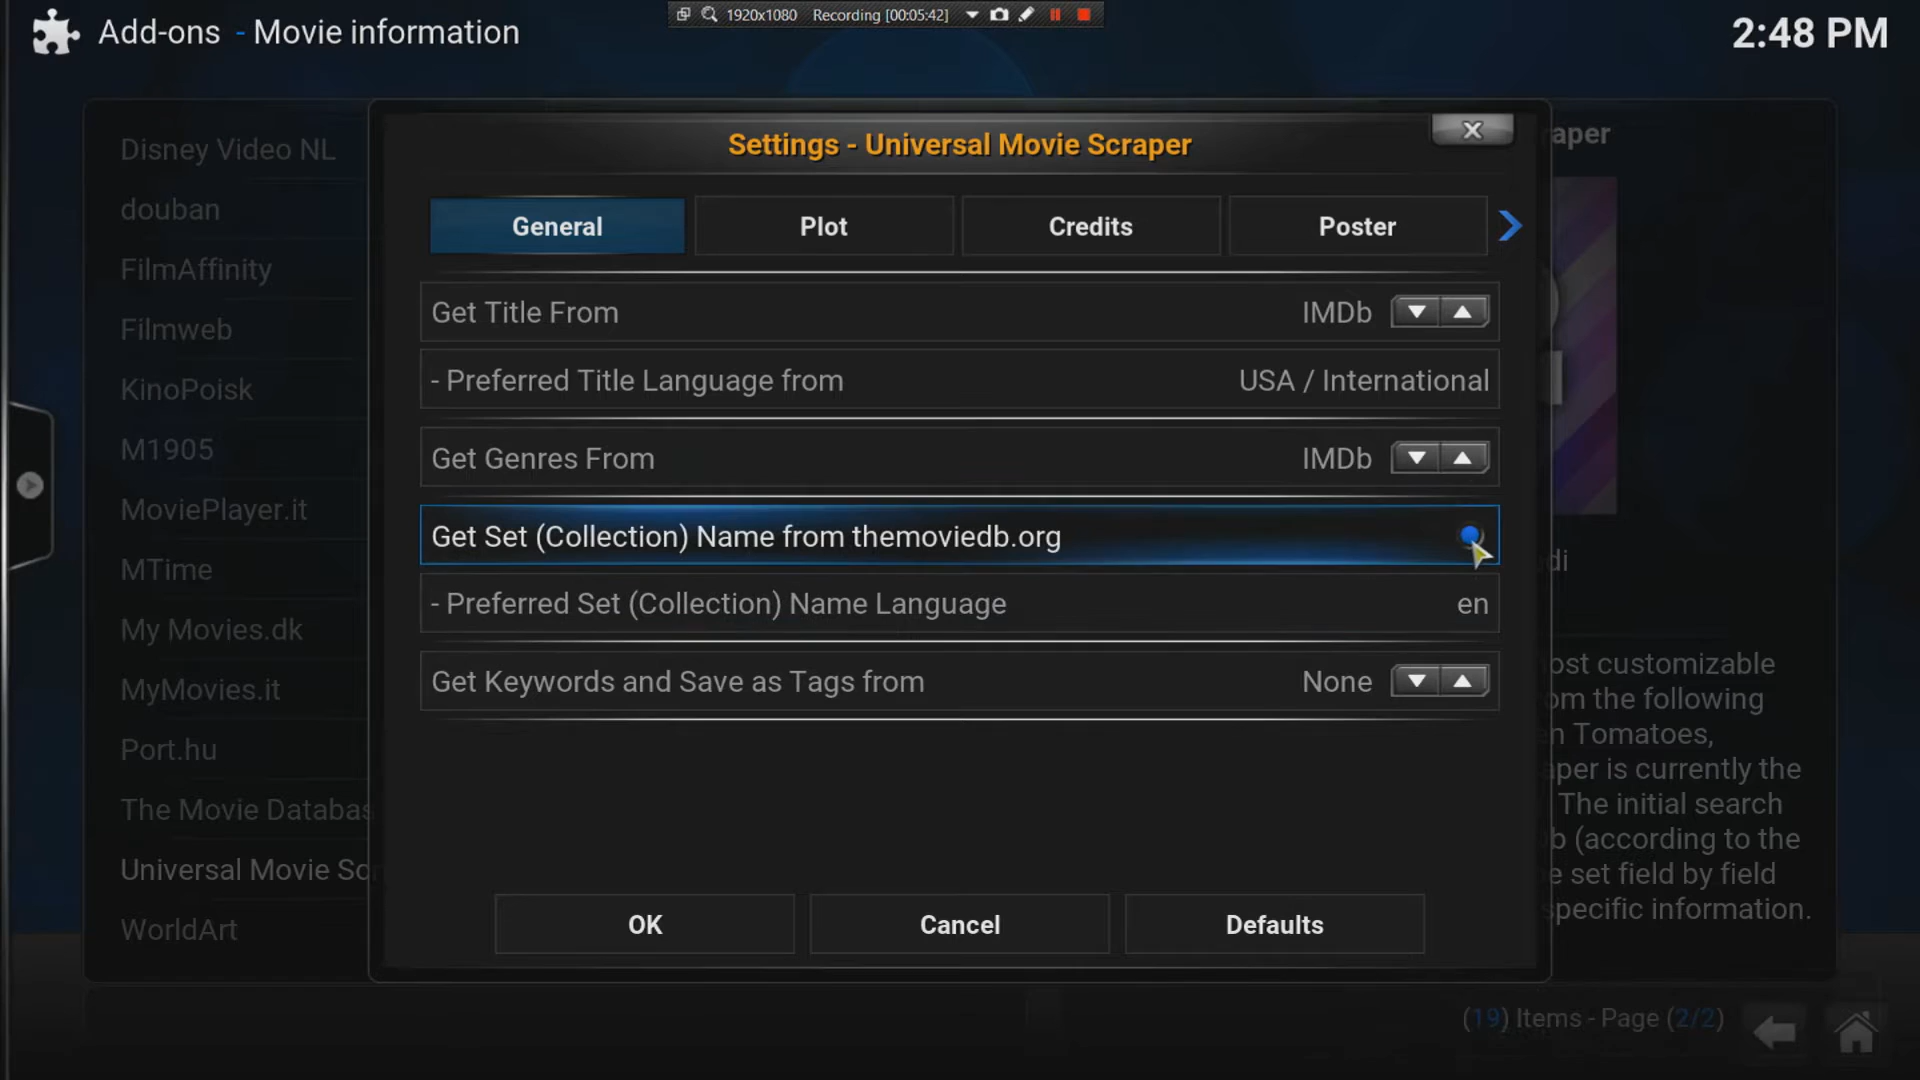 Add-ons - Movie information
1920x1080 Recording [00:05:42]
2:48 PM
Disney Video NL
douban
FilmAffinity
Filmweb
KinoPoisk
M1905
MoviePlayer.it
MTime
My Movies.dk
MyMovies.it
Port.hu
The Movie Databas
Universal Movie Scr
WorldArt
Settings - Universal Movie Scraper
X
General
Plot
Credits
Poster
Get Title From IMDb
- Preferred Title Language from USA / International
Get Genres From IMDb
Get Set (Collection) Name from themoviedb.org
- Preferred Set (Collection) Name Language en
Get Keywords and Save as Tags from None
OK
Cancel
Defaults
raper
di
ost customizable
om the following
en Tomatoes,
aper is currently the
The initial search
b (according to the
e set field by field
specific information.
(19) Items - Page (2/2)